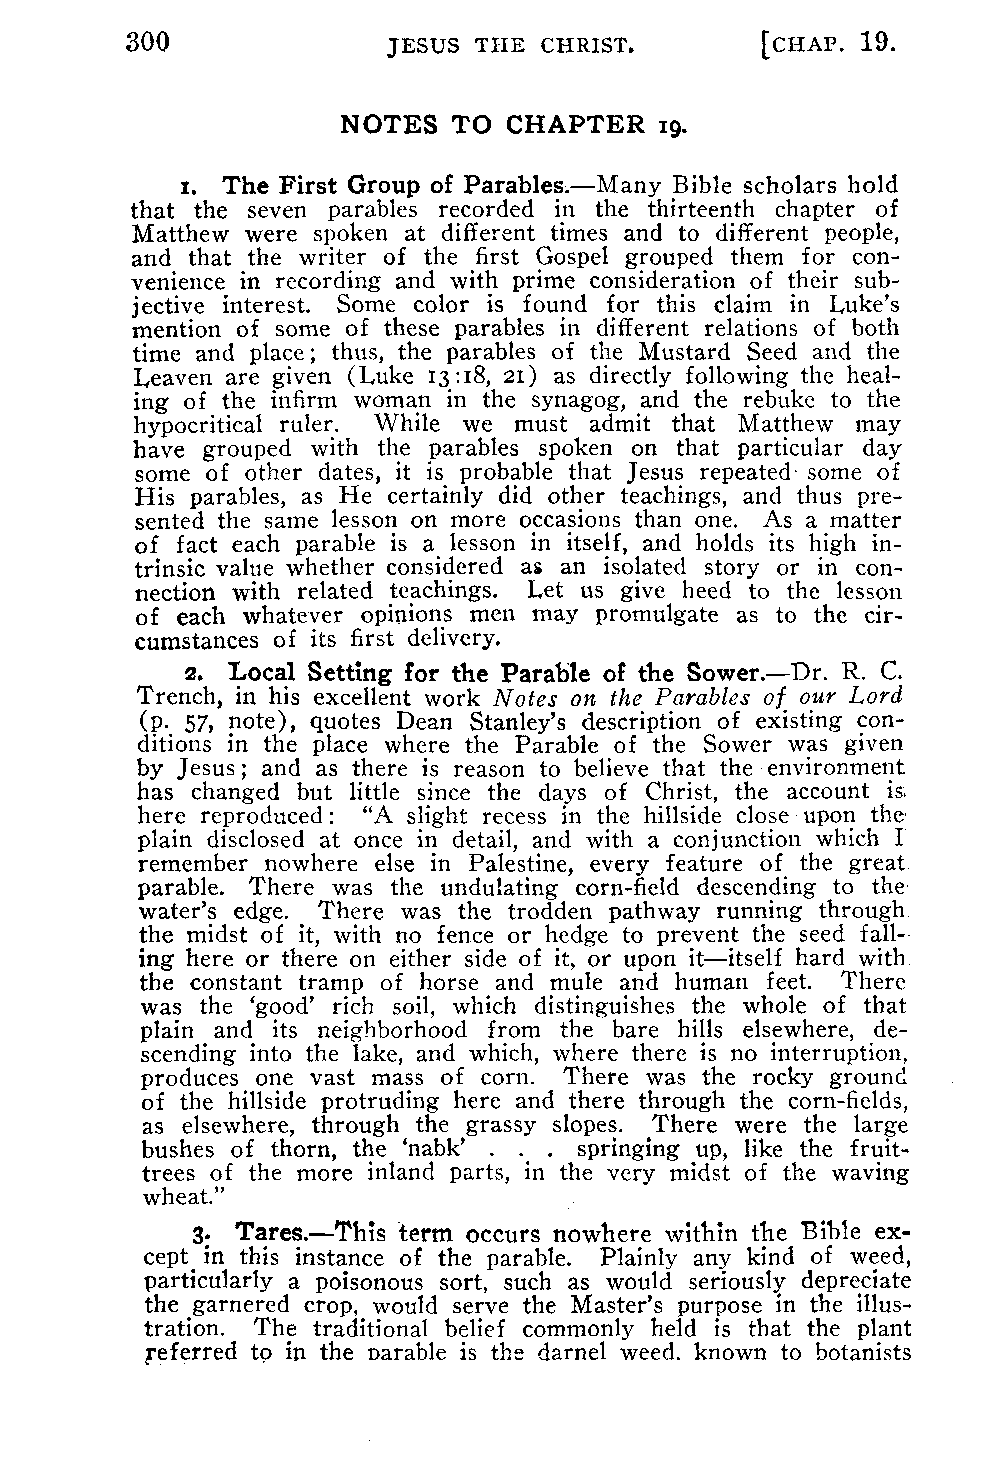 300 JESUS THE CHRIST. [CHAP. 19.
NOTES TO CHAPTER 19.
1. The First Group of Parables.—Many Bible scholars hold
that the seven parables recorded in the thirteenth chapter of
Matthew were spoken at different times and to different people,
and that the writer of the first Gospel grouped them for con-
venience in recording and with prime consideration of their sub-
jective interest. Some color is found for this claim in Luke's
mention of some of these parables in different relations of both
time and place; thus, the parables of the Mustard Seed and the
Leaven are given (Luke 13:18, 21) as directly following the heal-
ing of the infirm woman in the synagog, and the rebuke to the
hypocritical ruler. While we must admit that Matthew may
have grouped with the parables spoken on that particular day
some of other dates, it is probable that Jesus repeated some of
His parables, as He certainly did other teachings, and thus pre-
sented the same lesson on more occasions than one. As a matter
of fact each parable is a lesson in itself, and holds its high in-
trinsic value whether considered as an isolated story or in con-
nection with related teachings. Let us give heed to the lesson
of each whatever opinions men may promulgate as to the cir-
cumstances of its first delivery.
2. Local Setting for the Parable of the Sower.—Dr. R. C.
Trench, in his excellent work Notes on the Parables of our Lord
(p. 57, note), quotes Dean Stanley's description of existing con-
ditions in the place where the Parable of the Sower was given
by Jesus; and as there is reason to believe that the environment
has changed but little since the days of Christ, the account is
here reproduced: "A slight recess in the hillside close upon the
plain disclosed at once in detail, and with a conjunction which I
remember nowhere else in Palestine, every feature of the great
parable. There was the undulating corn-field descending to the
water's edge. There was the trodden pathway running through
the midst of it, with no fence or hedge to prevent the seed fall-
ing here or there on either side of it, or upon it—itself hard with
the constant tramp of horse and mule and human feet. There
was the 'good' rich soil, which distinguishes the whole of that
plain and its neighborhood from the bare hills elsewhere, de-
scending into the lake, and which, where there is no interruption,
produces one vast mass of corn. There was the rocky ground
of the hillside protruding here and there through the corn-fields,
as elsewhere, through the grassy slopes. There were the large
bushes of thorn, the 'nabk' . . . springing up, like the fruit-
trees of the more inland parts, in the very midst of the waving
wheat."
3. Tares.—This term occurs nowhere within the Bible ex-
cept in this instance of the parable. Plainly any kind of weed,
particularly a poisonous sort, such as would seriously depreciate
the garnered crop, would serve the Master's purpose in the illus-
tration. The traditional belief commonly held is that the plant
referred to in the parable is the darnel weed, known to botanists